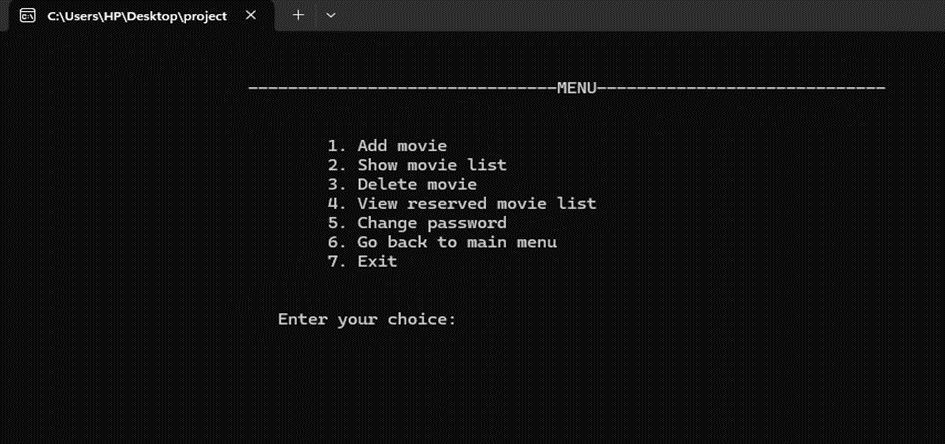 C:\Users\HP\Desktop\project
-------------------------------MENU-----------------------------
1. Add movie
2. Show movie list
3. Delete movie
4. View reserved movie list
5. Change password
6. Go back to main menu
7. Exit
Enter your choice: